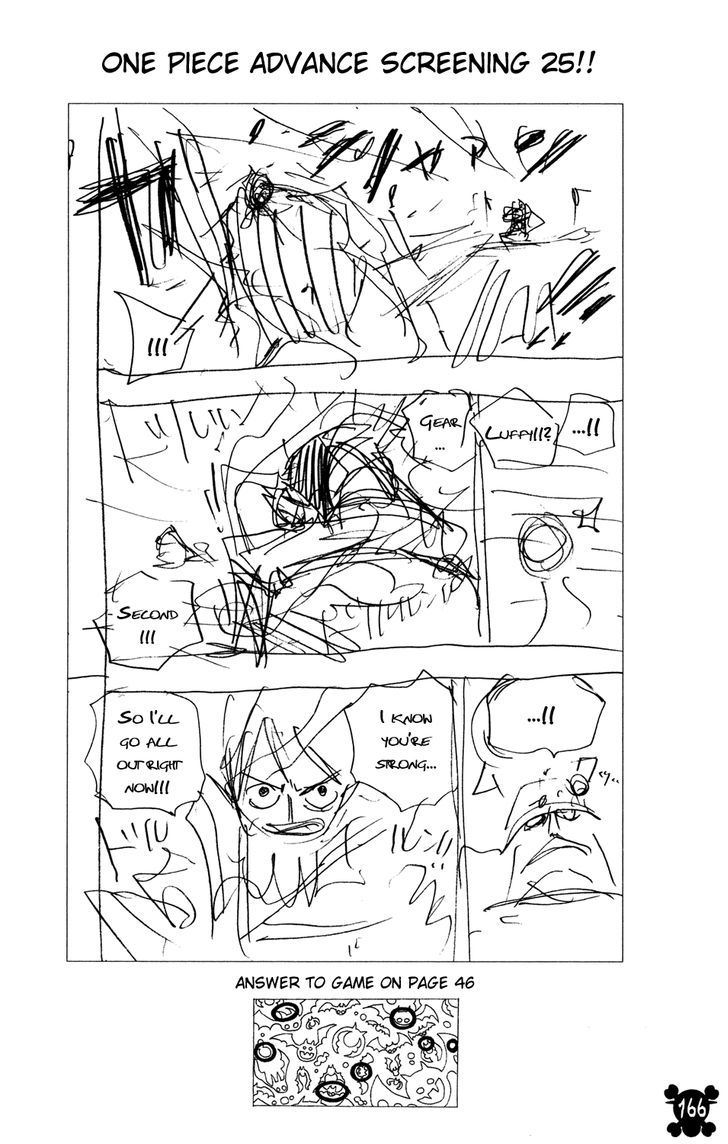 ONE PIECE ADVANCE SCREENING 25!!
!!!
...!!
LUFFY!!?
GEAR
...
SECOND
!!!
...!!
I KNOW
YOU'RE
STRONG...
SO I'LL
GO ALL
OUT RIGHT
NOW!!!
ANSWER TO GAME ON PAGE 46
166